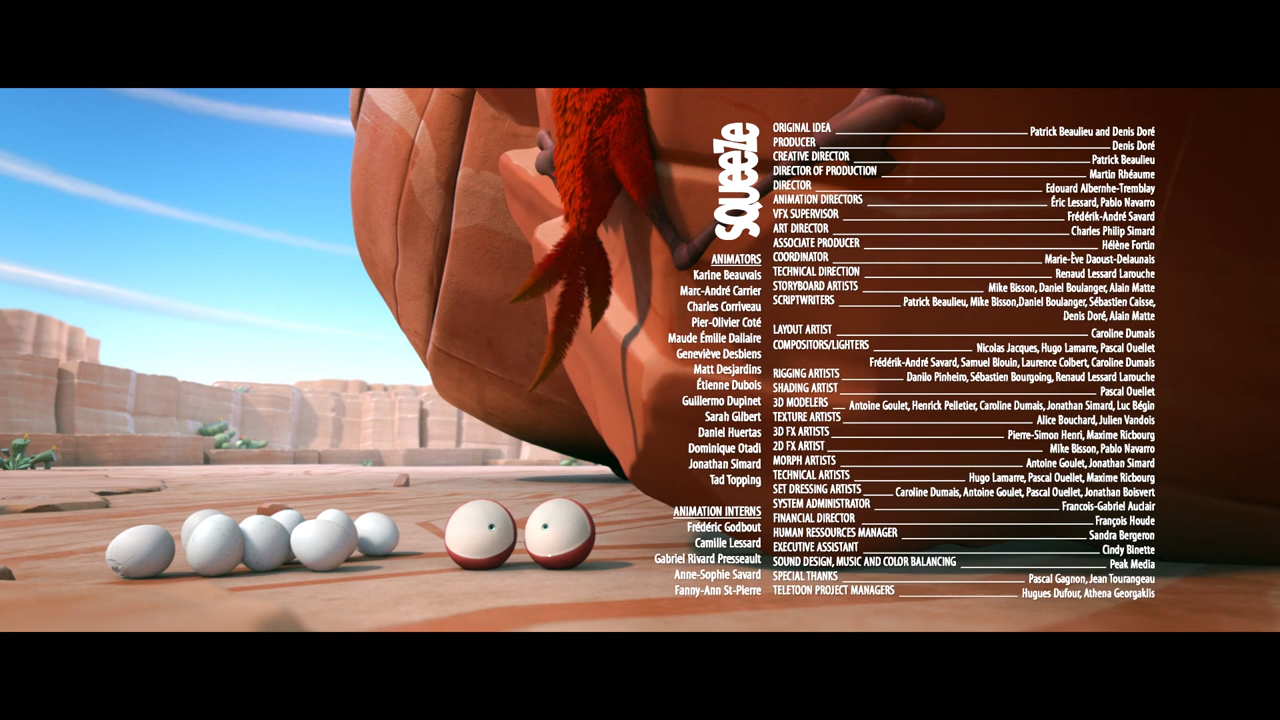 squeeze
ANIMATORS
Karine Beauvais
Marc-André Carrier
Charles Corriveau
Pier-Olivier Coté
Maude Émilie Dallaire
Geneviève Desbiens
Matt Desjardins
Étienne Dubois
Guillermo Dupinet
Sarah Gilbert
Daniel Huertas
Dominique Otadi
Jonathan Simard
Tad Topping
ANIMATION INTERNS
Frédéric Godbout
Camille Lessard
Gabriel Rivard Presseault
Anne-Sophie Savard
Fanny-Ann St-Pierre
ORIGINAL IDEA Patrick Beaulieu and Denis Doré
PRODUCER Denis Doré
CREATIVE DIRECTOR Patrick Beaulieu
DIRECTOR OF PRODUCTION Martin Rhéaume
DIRECTOR Edouard Albernhe-Tremblay
ANIMATION DIRECTORS Éric Lessard, Pablo Navarro
VFX SUPERVISOR Frédérik-André Savard
ART DIRECTOR Charles Philip Simard
ASSOCIATE PRODUCER Hélène Fortin
COORDINATOR Marie-Ève Daoust-Delaunais
TECHNICAL DIRECTION Renaud Lessard Larouche
STORYBOARD ARTISTS Mike Bisson, Daniel Boulanger, Alain Matte
SCRIPTWRITERS Patrick Beaulieu, Mike Bisson,Daniel Boulanger, Sébastien Caisse,
Denis Doré, Alain Matte
LAYOUT ARTIST Caroline Dumais
COMPOSITORS/LIGHTERS Nicolas Jacques, Hugo Lamarre, Pascal Ouellet
Frédérik-André Savard, Samuel Blouin, Laurence Colbert, Caroline Dumais
RIGGING ARTISTS Danilo Pinheiro, Sébastien Bourgoing, Renaud Lessard Larouche
SHADING ARTIST Pascal Ouellet
3D MODELERS Antoine Goulet, Henrick Pelletier, Caroline Dumais, Jonathan Simard, Luc Bégin
TEXTURE ARTISTS Alice Bouchard, Julien Vandois
3D FX ARTISTS Pierre-Simon Henri, Maxime Ricbourg
2D FX ARTIST Mike Bisson, Pablo Navarro
MORPH ARTISTS Antoine Goulet, Jonathan Simard
TECHNICAL ARTISTS Hugo Lamarre, Pascal Ouellet, Maxime Ricbourg
SET DRESSING ARTISTS Caroline Dumais, Antoine Goulet, Pascal Ouellet, Jonathan Boisvert
SYSTEM ADMINISTRATOR Francois-Gabriel Auclair
FINANCIAL DIRECTOR François Houde
HUMAN RESSOURCES MANAGER Sandra Bergeron
EXECUTIVE ASSISTANT Cindy Binette
SOUND DESIGN, MUSIC AND COLOR BALANCING Peak Media
SPECIAL THANKS Pascal Gagnon, Jean Tourangeau
TELETOON PROJECT MANAGERS Hugues Dufour, Athena Georgaklis